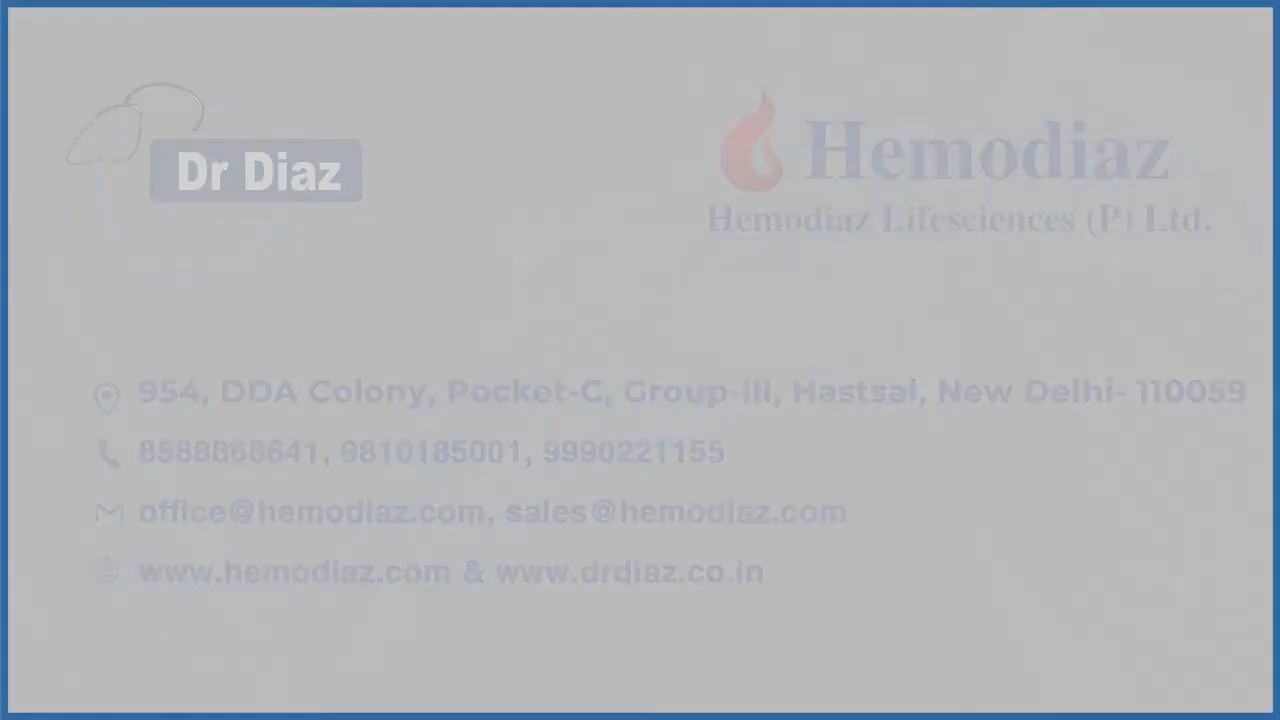 Dr Diaz
Hemodiaz
Hemodiaz Lifesciences (P) Ltd.
954, DDA Colony, Pocket-C, Group-III, Hastsal, New Delhi- 110059
8588868641, 9810185001, 9990221155
office@hemodiaz.com, sales@hemodiaz.com
www.hemodiaz.com & www.drdiaz.co.in